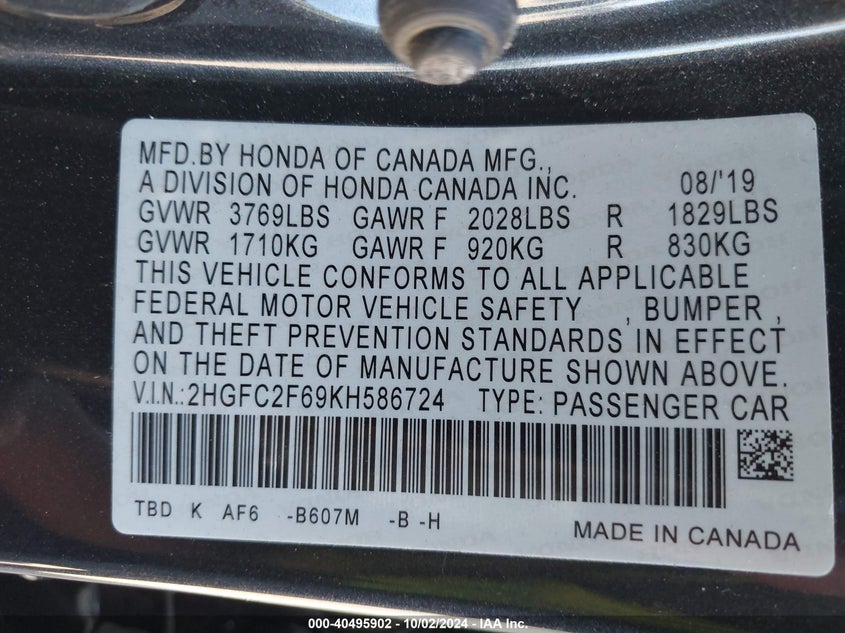 MFD.BY HONDA OF CANADA MFG.,
A DIVISION OF HONDA CANADA INC. 08/'19
GVWR 3769LBS GAWR F 2028LBS R 1829LBS
GVWR 1710KG GAWR F 920KG R 830KG
THIS VEHICLE CONFORMS TO ALL APPLICABLE
FEDERAL MOTOR VEHICLE SAFETY , BUMPER ,
AND THEFT PREVENTION STANDARDS IN EFFECT
ON THE DATE OF MANUFACTURE SHOWN ABOVE.
V.I.N.:2HGFC2F69KH586724 TYPE: PASSENGER CAR
TBD K AF6 -B607M -B -H
MADE IN CANADA
000-40495902 - 10/02/2024 - IAA Inc.